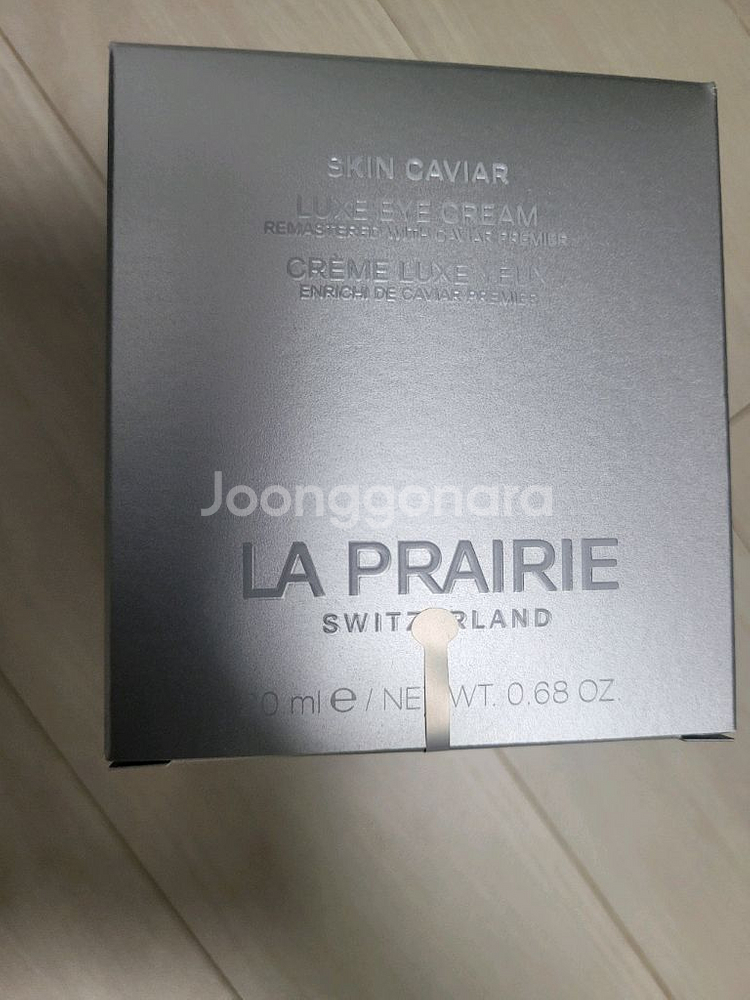 SKIN CAVIAR
LUXE EYE CREAM
REMASTERED WITH CAVIAR PREMIER
CRÈME LUXE YEUX
ENRICHI DE CAVIAR PREMIER
Joonggonara
LA PRAIRIE
SWITZERLAND
20 ml e / NET WT. 0.68 OZ.